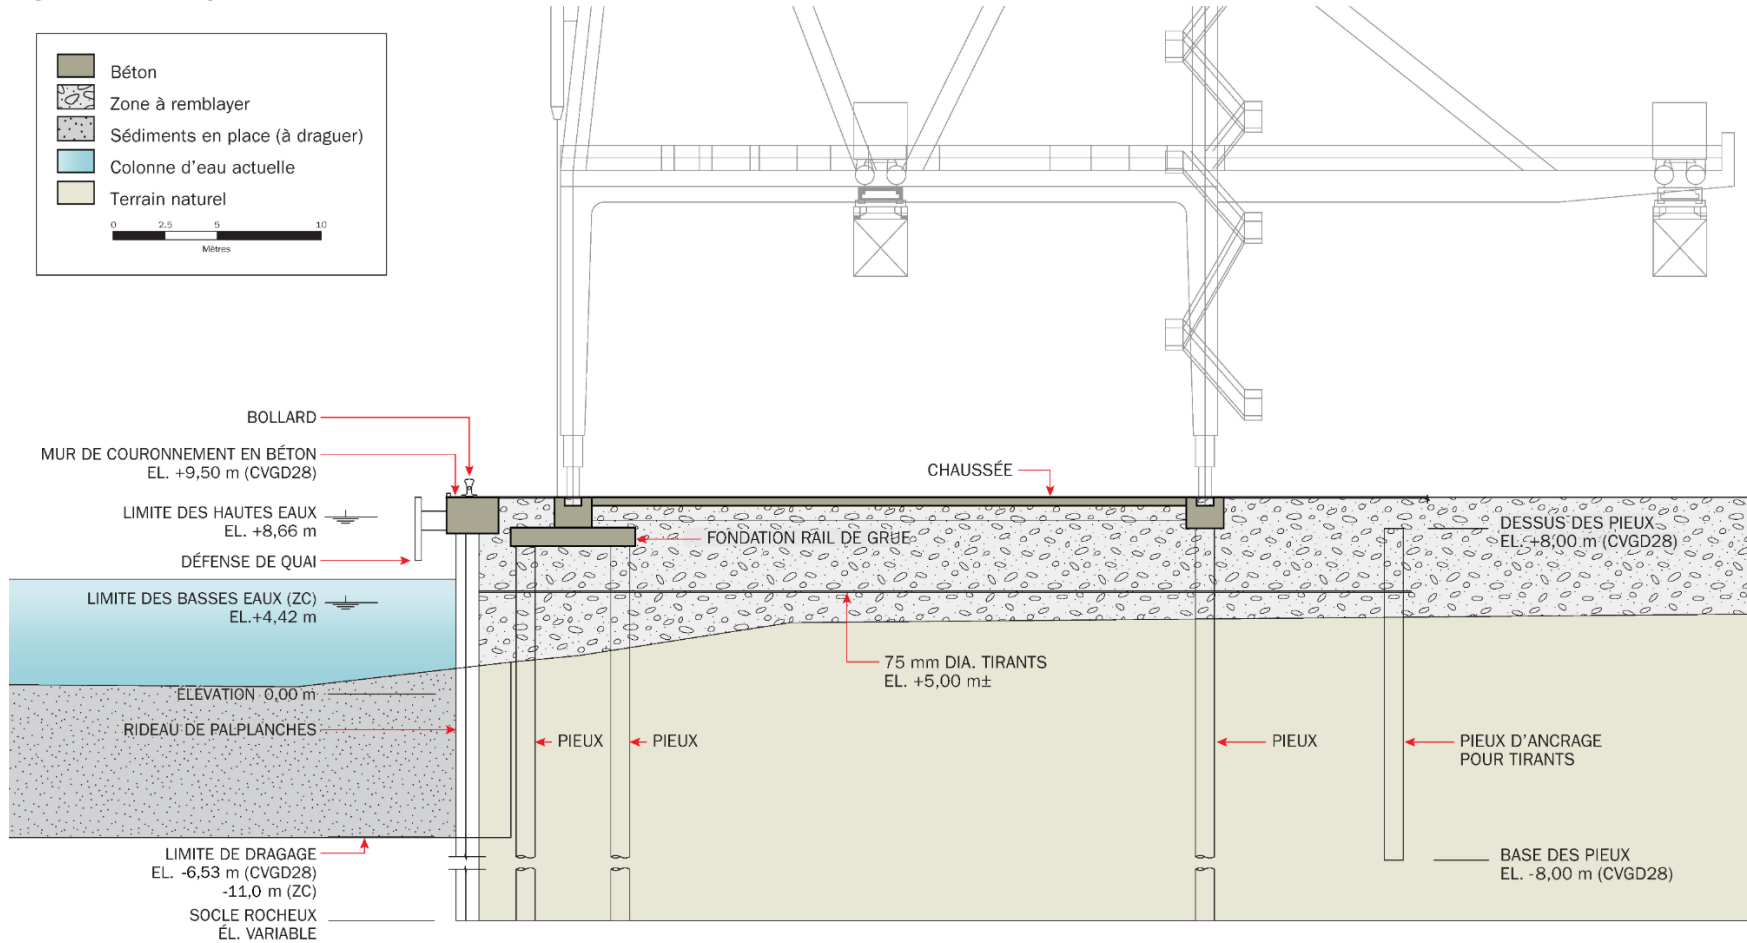 Béton
Zone à remblayer
Sédiments en place (à draguer)
Colonne d'eau actuelle
Terrain naturel
0 2.5 5 10
Mètres
BOLLARD
MUR DE COURONNEMENT EN BÉTON
EL. +9,50 m (CVGD28)
CHAUSSÉE
LIMITE DES HAUTES EAUX
EL. +8,66 m
DESSUS DES PIEUX
EL. +8,00 m (CVGD28)
FONDATION RAIL DE GRUE
DÉFENSE DE QUAI
LIMITE DES BASSES EAUX (ZC)
EL.+4,42 m
75 mm DIA. TIRANTS
EL. +5,00 m±
ÉLÉVATION 0,00 m
RIDEAU DE PALPLANCHES
PIEUX
PIEUX
PIEUX
PIEUX D'ANCRAGE
POUR TIRANTS
LIMITE DE DRAGAGE
EL. -6,53 m (CVGD28)
-11,0 m (ZC)
BASE DES PIEUX
EL. -8,00 m (CVGD28)
SOCLE ROCHEUX
ÉL. VARIABLE